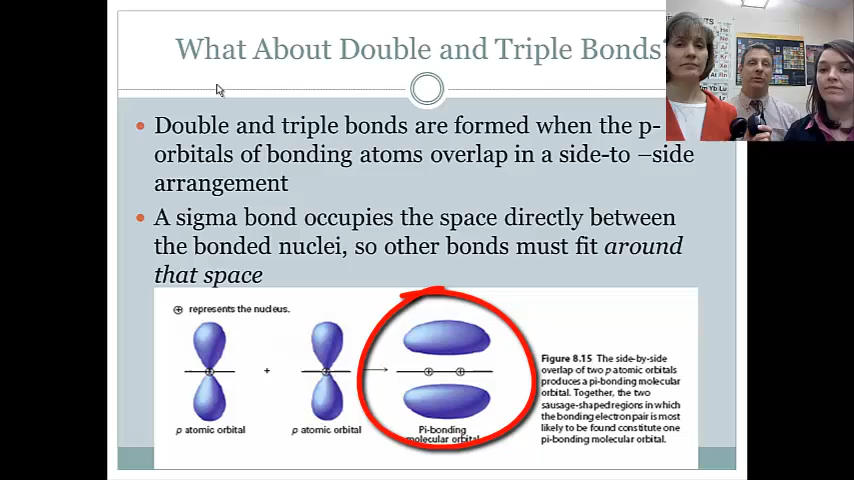 What About Double and Triple Bonds
• Double and triple bonds are formed when the p-
orbitals of bonding atoms overlap in a side-to –side
arrangement
• A sigma bond occupies the space directly between
the bonded nuclei, so other bonds must fit around
that space
⊕ represents the nucleus.
+
p atomic orbital
p atomic orbital
Pi-bonding
molecular orbital
Figure 8.15 The side-by-side
overlap of two p atomic orbitals
produces a pi-bonding molecular
orbital. Together, the two
sausage-shaped regions in which
the bonding electron pair is most
likely to be found constitute one
pi-bonding molecular orbital.